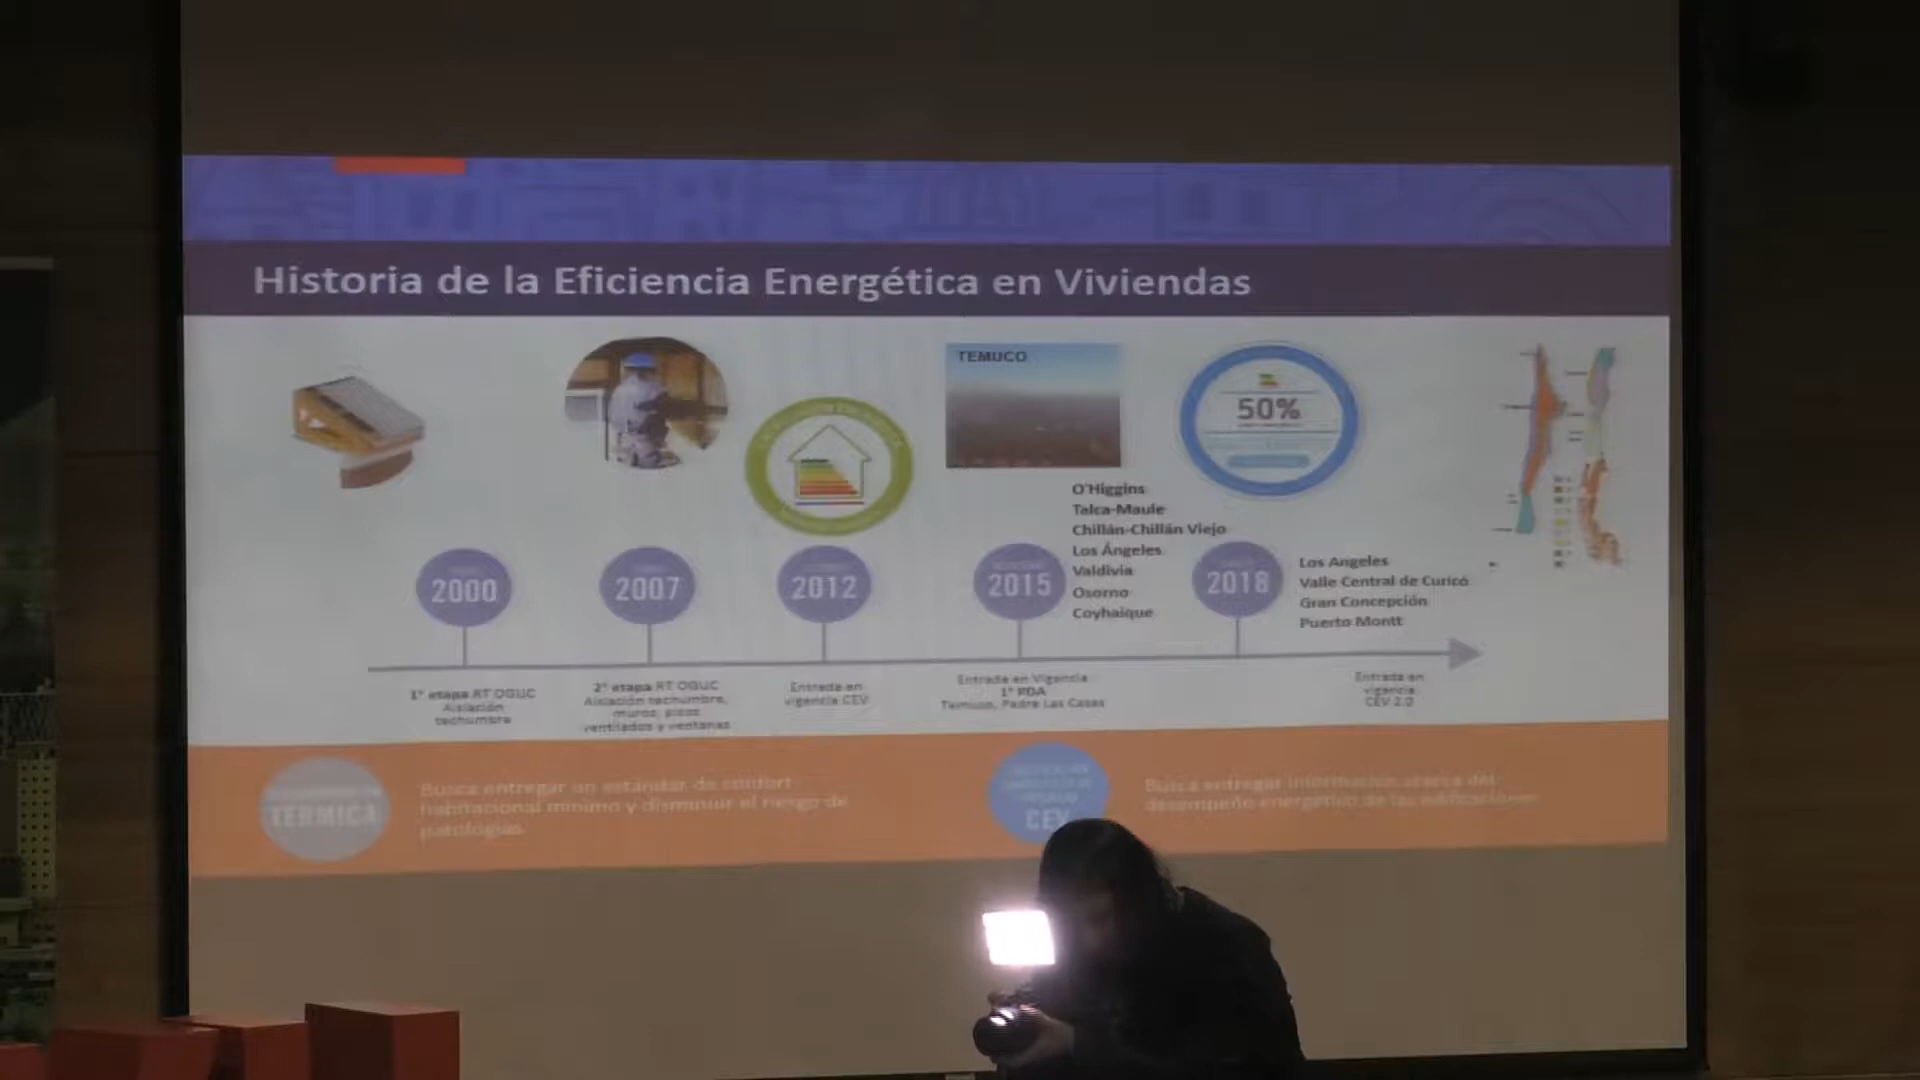 Historia de la Eficiencia Energética en Viviendas
TEMUCO
50%
O'Higgins
Talca-Maule
Chillán-Chillán Viejo
Los Ángeles
Valdivia
Osorno
Coyhaique
Los Angeles
Valle Central de Curicó
Gran Concepción
Puerto Montt
2000
2007
2012
2015
2018
1° etapa RT OGUC
Aislación
techumbre
2° etapa RT OGUC
Aislación techumbre,
muros, pisos
ventilados y ventanas
Entrada en
vigencia CEV
Entrada en Vigencia
1° PDA
Temuco, Padre Las Casas
Entrada en
vigencia
CEV 2.0
TERMICA
Busca entregar un estándar de confort
habitacional mínimo y disminuir el riesgo de
patologías
CEV
Busca entregar información acerca del
desempeño energético de las edificaciones